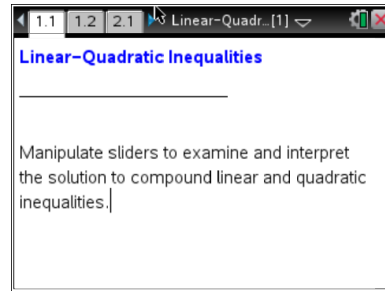 1.1 1.2 2.1 Linear-Quadr…[1]
Linear-Quadratic Inequalities
Manipulate sliders to examine and interpret
the solution to compound linear and quadratic
inequalities.